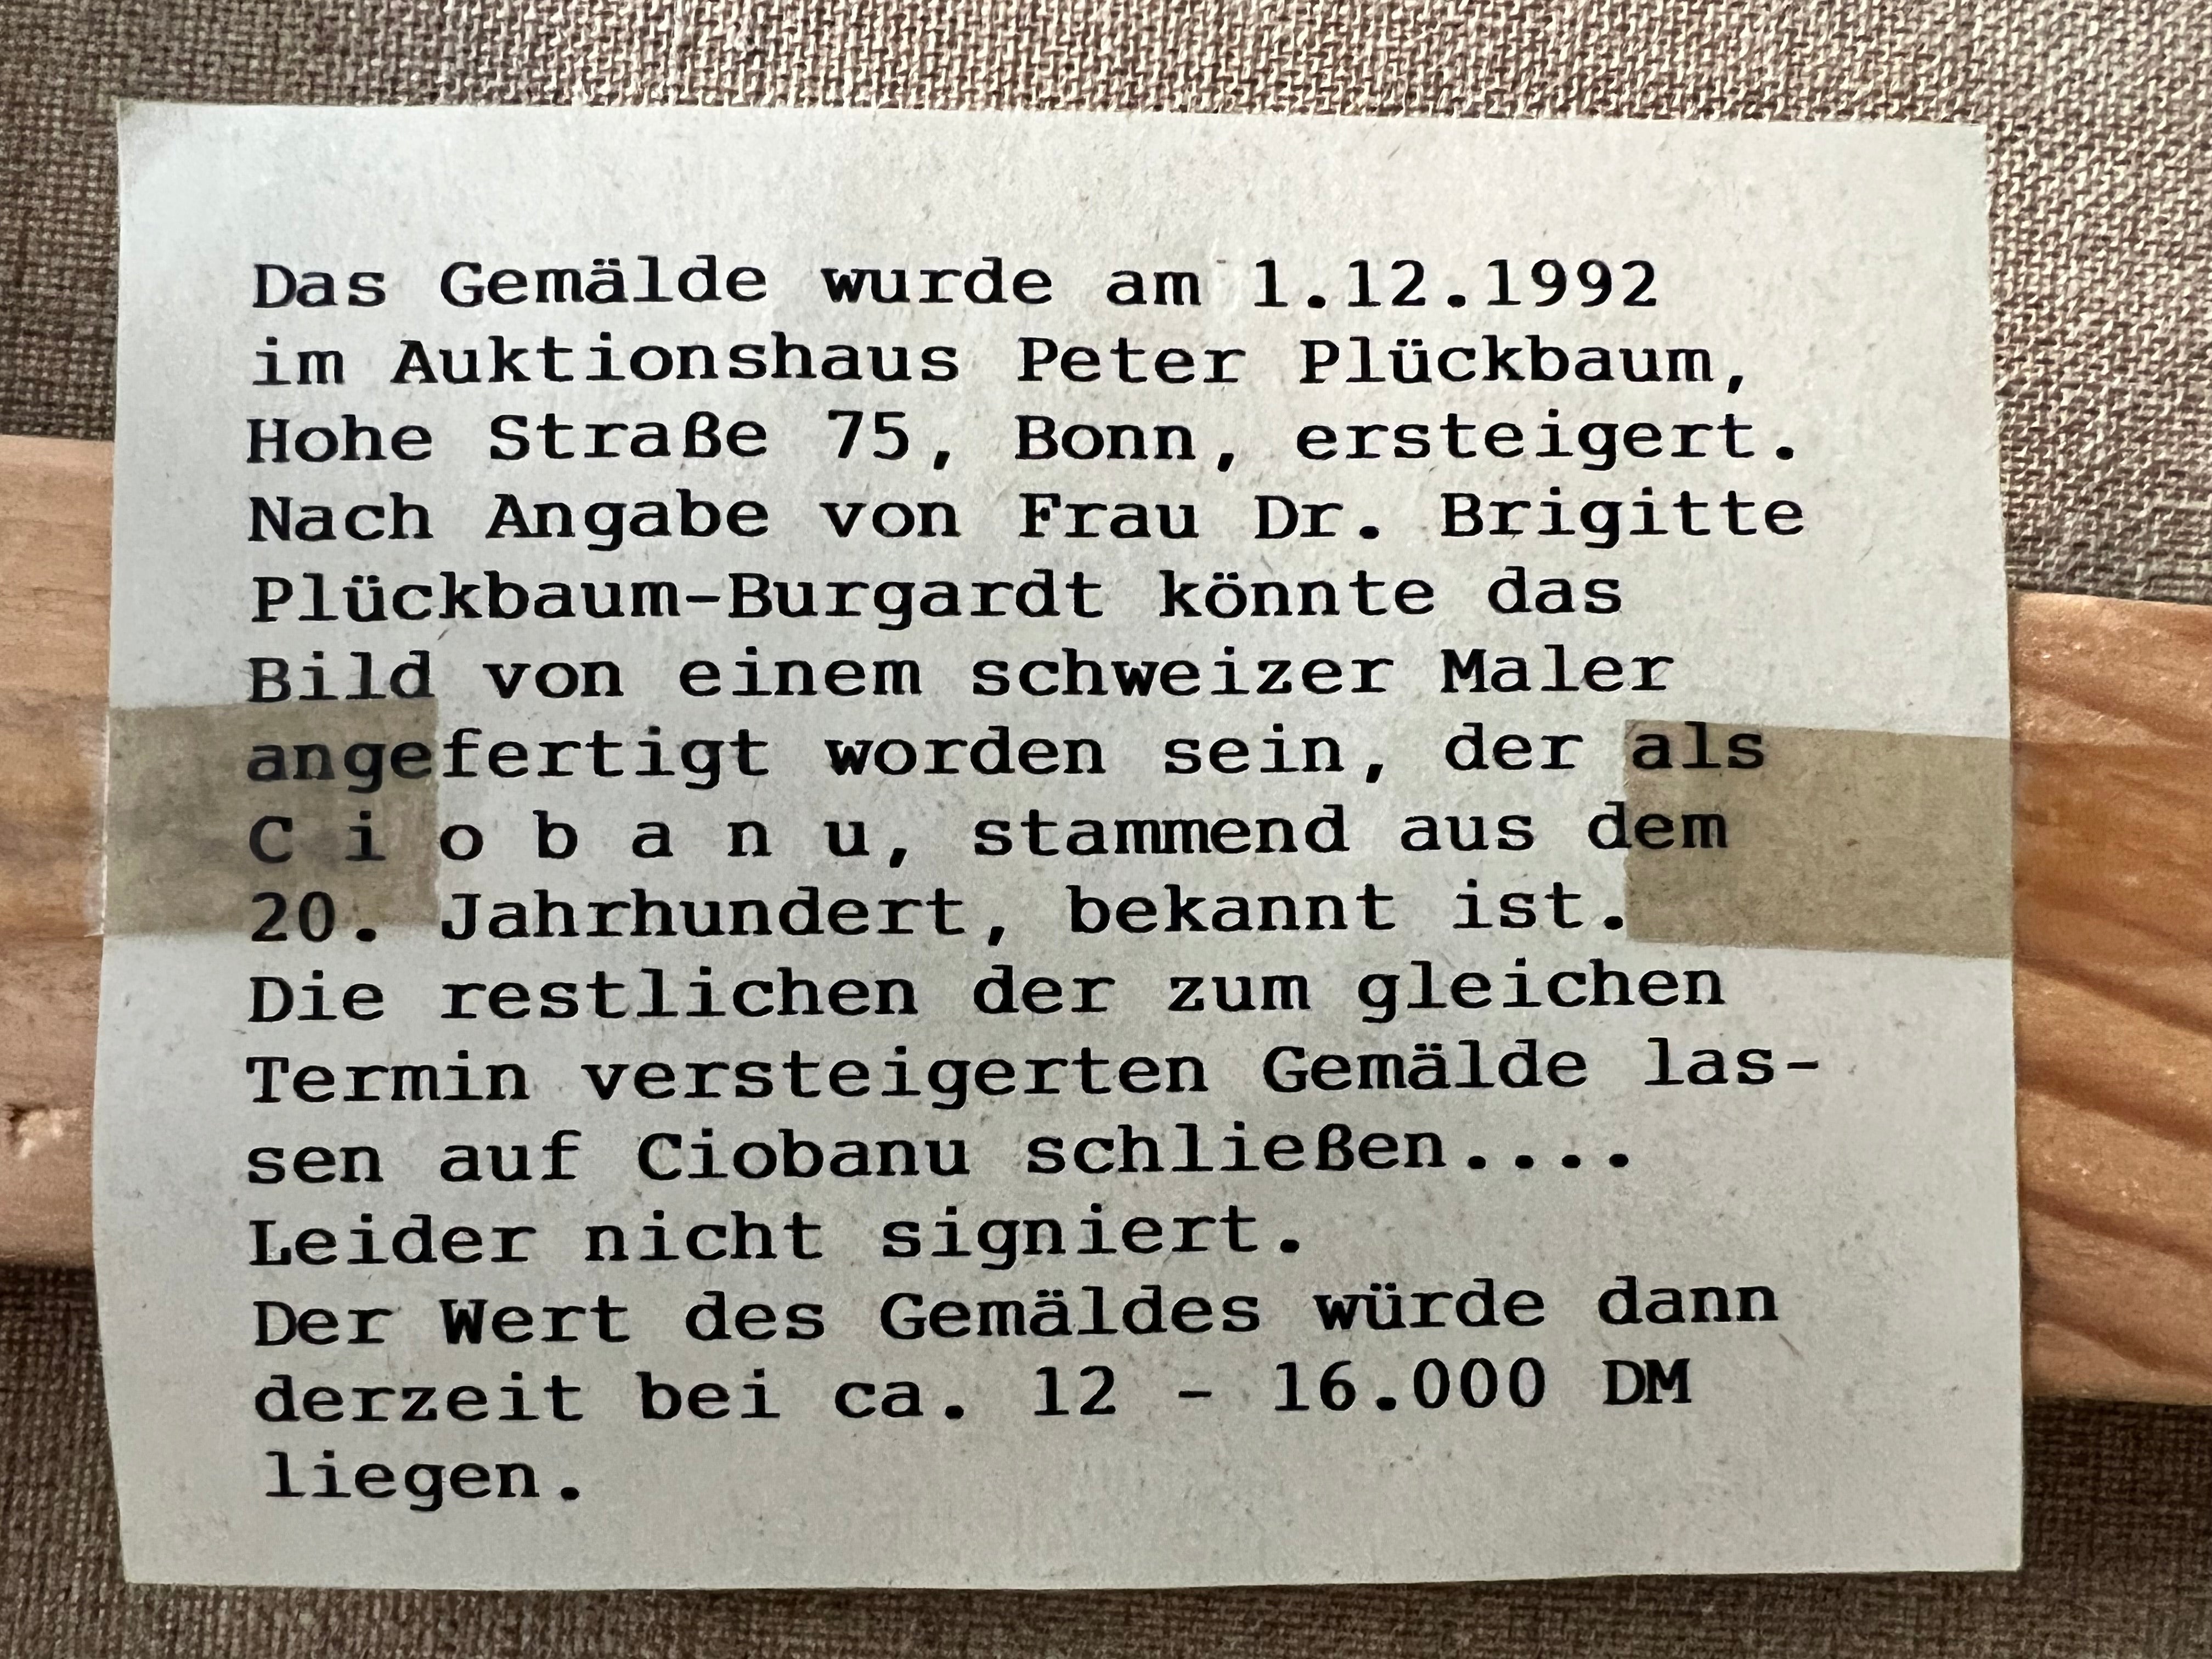 Das Gemälde wurde am 1.12.1992
im Auktionshaus Peter Plückbaum,
Hohe Straße 75, Bonn, ersteigert.
Nach Angabe von Frau Dr. Brigitte
Plückbaum-Burgardt könnte das
Bild von einem schweizer Maler
angefertigt worden sein, der als
C i o b a n u, stammend aus dem
20. Jahrhundert, bekannt ist.
Die restlichen der zum gleichen
Termin versteigerten Gemälde las-
sen auf Ciobanu schließen....
Leider nicht signiert.
Der Wert des Gemäldes würde dann
derzeit bei ca. 12 - 16.000 DM
liegen.